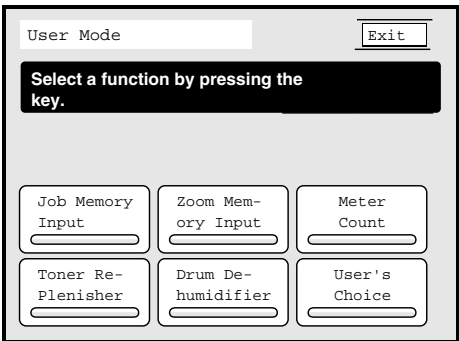 User Mode
Exit
Select a function by pressing the
key.
Job Memory
Input
Zoom Mem-
ory Input
Meter
Count
Toner Re-
Plenisher
Drum De-
humidifier
User's
Choice